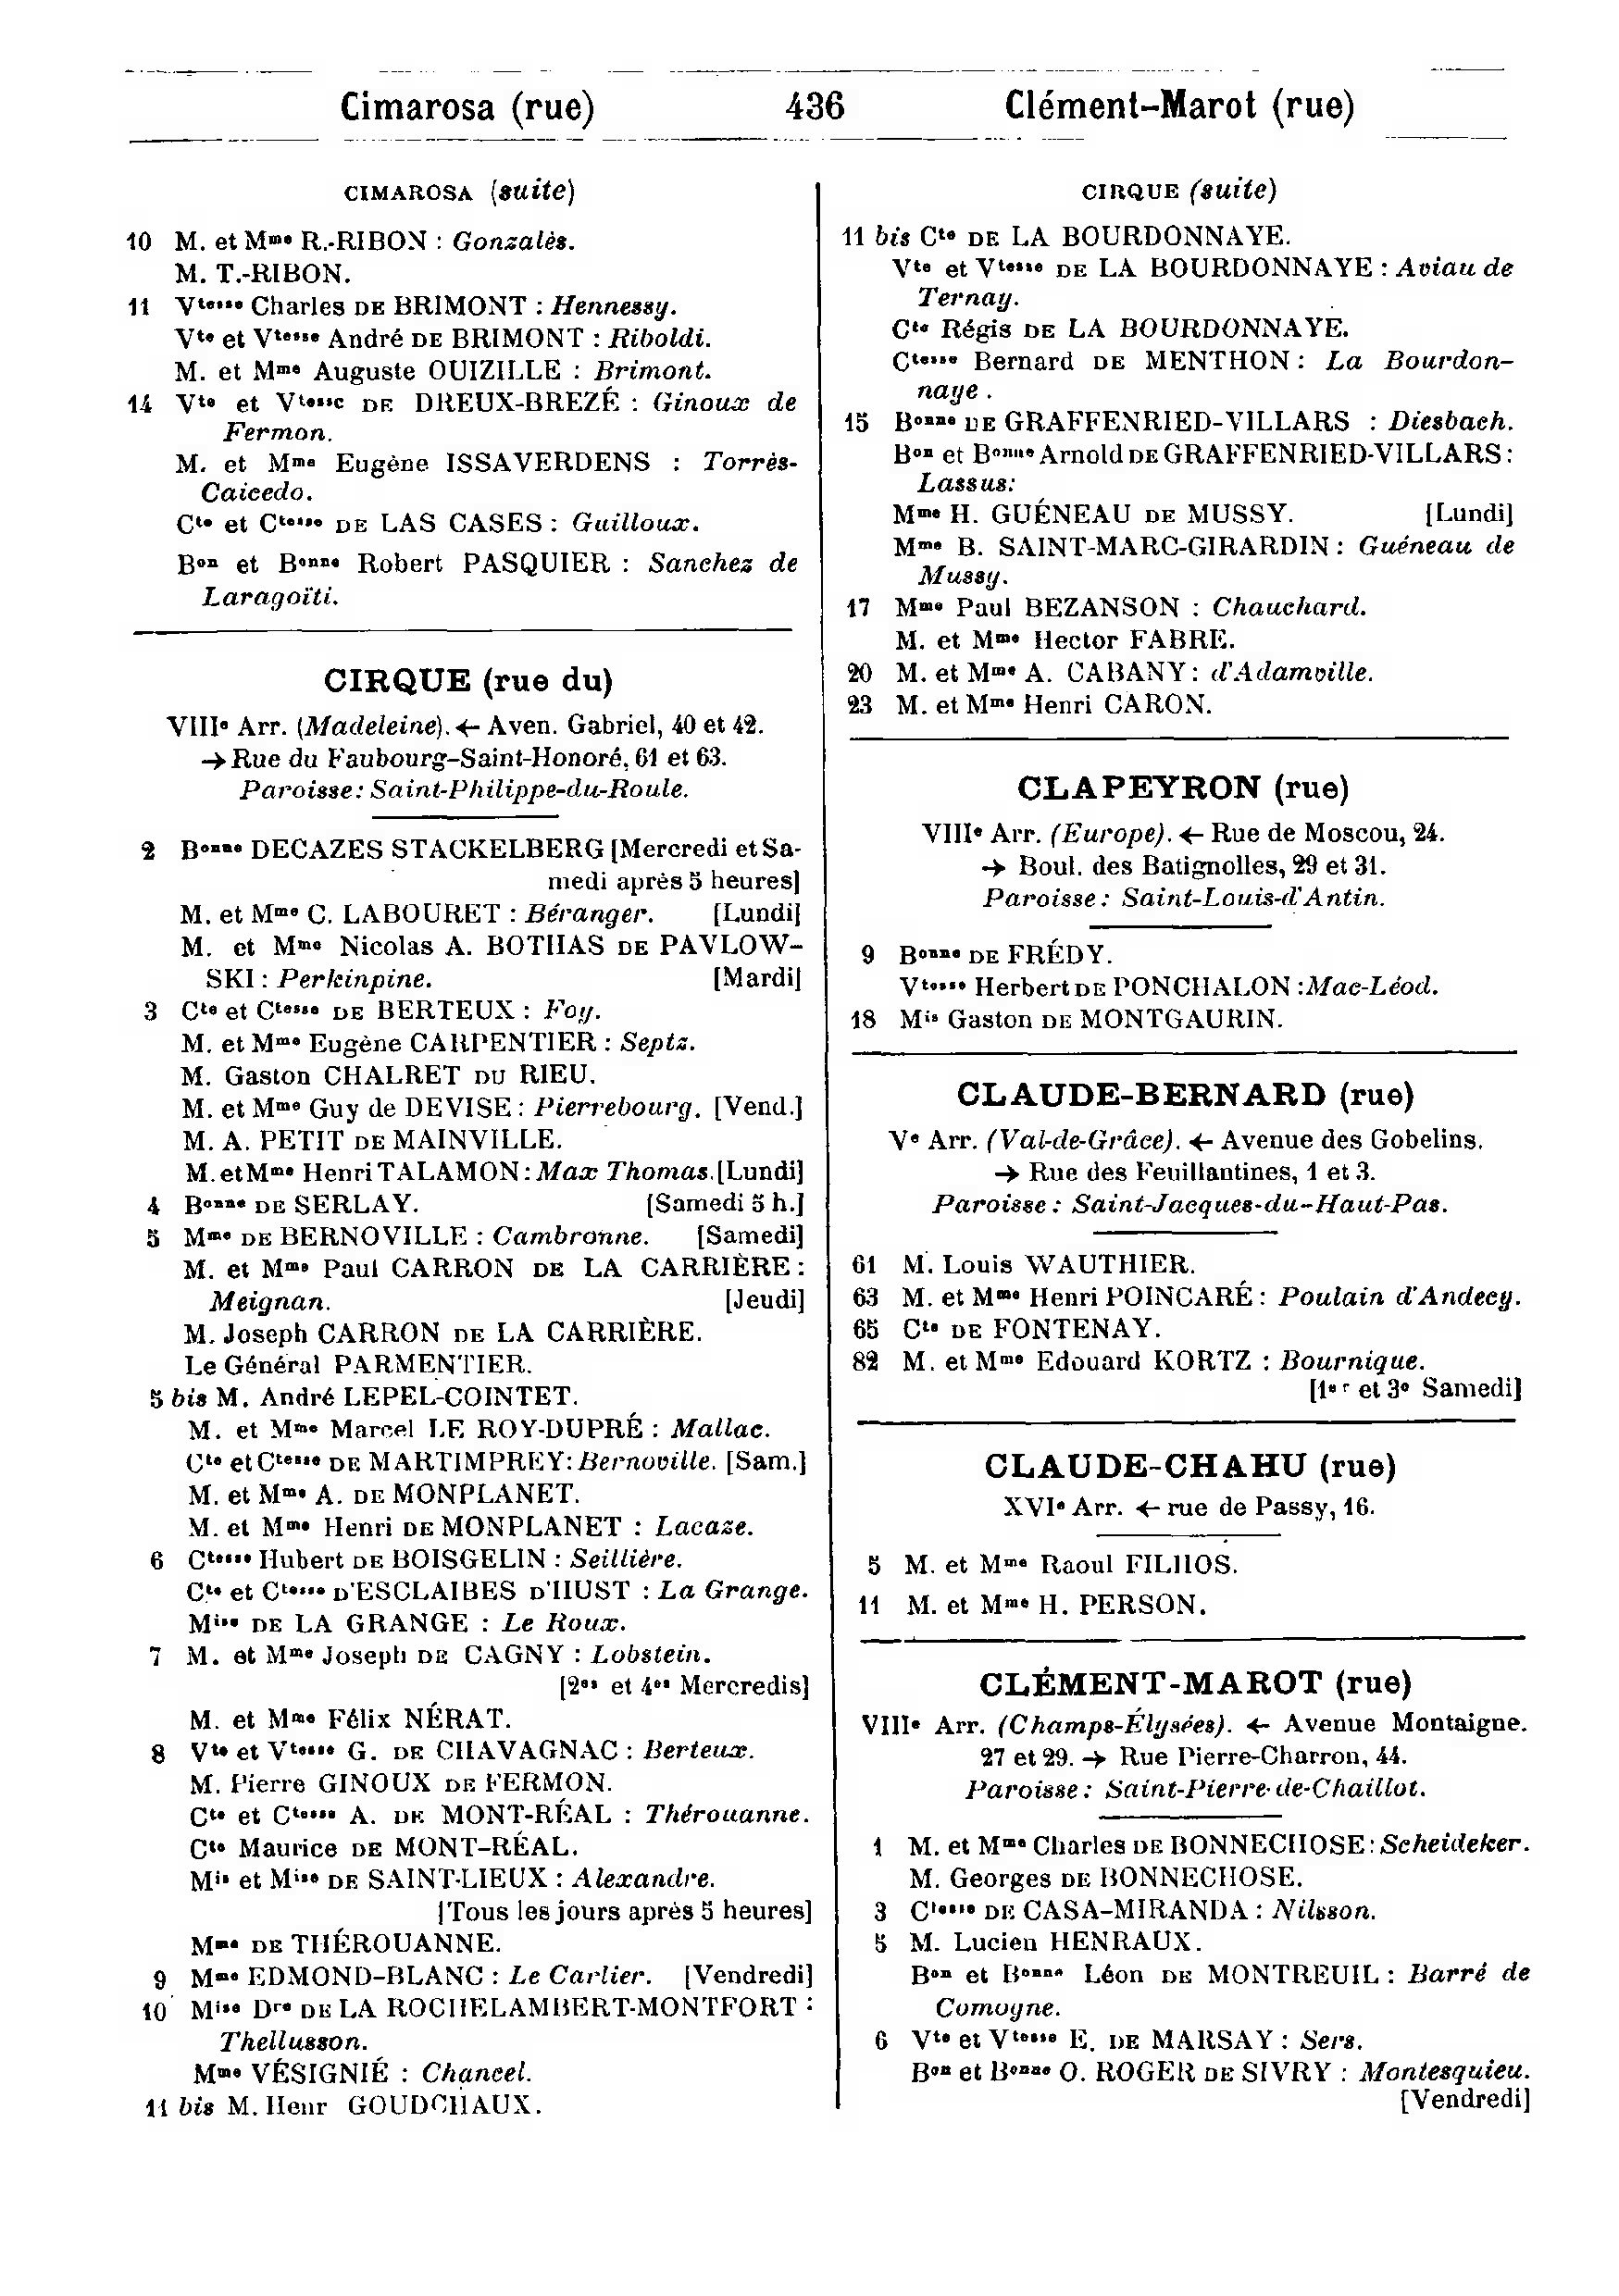 Cimarosa (rue) 436 Clément-Marot (rue)
CIMAROSA (suite)
10 M. et Mme R.-RIBON : Gonzalès.
M. T.-RIBON.
11 Vtesse Charles DE BRIMONT : Hennessy.
Vte et Vtesse André DE BRIMONT : Riboldi.
M. et Mme Auguste OUIZILLE : Brimont.
14 Vte et Vtesse DE DREUX-BREZÉ : Ginoux de
Fermon.
M. et Mme Eugène ISSAVERDENS : Torrès-
Caicedo.
Cte et Ctesse DE LAS CASES : Guilloux.
Bon et Bonne Robert PASQUIER : Sanchez de
Laragoïti.
CIRQUE (rue du)
VIIIe Arr. (Madeleine). ← Aven. Gabriel, 40 et 42.
→ Rue du Faubourg-Saint-Honoré, 61 et 63.
Paroisse : Saint-Philippe-du-Roule.
2 Bonne DECAZES STACKELBERG [Mercredi et Sa-
medi après 5 heures]
M. et Mme C. LABOURET : Béranger. [Lundi]
M. et Mme Nicolas A. BOTHAS DE PAVLOW-
SKI : Perkinpine. [Mardi]
3 Cte et Ctesse DE BERTEUX : Foy.
M. et Mme Eugène CARPENTIER : Septz.
M. Gaston CHALRET DU RIEU.
M. et Mme Guy de DEVISE : Pierrebourg. [Vend.]
M. A. PETIT DE MAINVILLE.
M. et Mme Henri TALAMON : Max Thomas. [Lundi]
4 Bonne DE SERLAY. [Samedi 5 h.]
5 Mme DE BERNOVILLE : Cambronne. [Samedi]
M. et Mme Paul CARRON DE LA CARRIÈRE :
Meignan. [Jeudi]
M. Joseph CARRON DE LA CARRIÈRE.
Le Général PARMENTIER.
5 bis M. André LEPEL-COINTET.
M. et Mme Marcel LE ROY-DUPRÉ : Mallac.
Cte et Ctesse DE MARTIMPREY : Bernoville. [Sam.]
M. et Mme A. DE MONPLANET.
M. et Mme Henri DE MONPLANET : Lacaze.
6 Ctesse Hubert DE BOISGELIN : Seillière.
Cte et Ctesse D'ESCLAIBES D'HUST : La Grange.
Mise DE LA GRANGE : Le Roux.
7 M. et Mme Joseph DE CAGNY : Lobstein.
[2es et 4es Mercredis]
M. et Mme Félix NÉRAT.
8 Vte et Vtesse G. DE CHAVAGNAC : Berteux.
M. Pierre GINOUX DE FERMON.
Cte et Ctesse A. DE MONT-RÉAL : Thérouanne.
Cte Maurice DE MONT-RÉAL.
Mis et Mise DE SAINT-LIEUX : Alexandre.
[Tous les jours après 5 heures]
Mme DE THÉROUANNE.
9 Mme EDMOND-BLANC : Le Carlier. [Vendredi]
10 Mise Dre DE LA ROCHELAMBERT-MONTFORT :
Thellusson.
Mme VÉSIGNIÉ : Chancel.
11 bis M. Henr GOUDCHAUX.
CIRQUE (suite)
11 bis Cte DE LA BOURDONNAYE.
Vte et Vtesse DE LA BOURDONNAYE : Aviau de
Ternay.
Cte Régis DE LA BOURDONNAYE.
Ctesse Bernard DE MENTHON : La Bourdon-
naye .
15 Bonne DE GRAFFENRIED-VILLARS : Diesbach.
Bon et Bonne Arnold DE GRAFFENRIED-VILLARS :
Lassus:
Mme H. GUÉNEAU DE MUSSY. [Lundi]
Mme B. SAINT-MARC-GIRARDIN : Guéneau de
Mussy.
17 Mme Paul BEZANSON : Chauchard.
M. et Mme Hector FABRE.
20 M. et Mme A. CABANY : d'Adamville.
23 M. et Mme Henri CARON.
CLAPEYRON (rue)
VIIIe Arr. (Europe). ← Rue de Moscou, 24.
→ Boul. des Batignolles, 29 et 31.
Paroisse : Saint-Louis-d'Antin.
9 Bonne DE FRÉDY.
Vtesse Herbert DE PONCHALON : Mac-Léod.
18 Mis Gaston DE MONTGAURIN.
CLAUDE-BERNARD (rue)
Ve Arr. (Val-de-Grâce). ← Avenue des Gobelins.
→ Rue des Feuillantines, 1 et 3.
Paroisse : Saint-Jacques-du-Haut-Pas.
61 M. Louis WAUTHIER.
63 M. et Mme Henri POINCARÉ : Poulain d'Andecy.
65 Cte DE FONTENAY.
82 M. et Mme Edouard KORTZ : Bournique.
[1er et 3e Samedi]
CLAUDE-CHAHU (rue)
XVIe Arr. ← rue de Passy, 16.
5 M. et Mme Raoul FILHOS.
11 M. et Mme H. PERSON.
CLÉMENT-MAROT (rue)
VIIIe Arr. (Champs-Élysées). ← Avenue Montaigne.
27 et 29. → Rue Pierre-Charron, 44.
Paroisse : Saint-Pierre-de-Chaillot.
1 M. et Mme Charles DE BONNECHOSE : Scheideker.
M. Georges DE BONNECHOSE.
3 Ctesse DE CASA-MIRANDA : Nilsson.
5 M. Lucien HENRAUX.
Bon et Bonne Léon DE MONTREUIL : Barré de
Comogne.
6 Vte et Vtesse E. DE MARSAY : Sers.
Bon et Bonne O. ROGER DE SIVRY : Montesquieu.
[Vendredi]